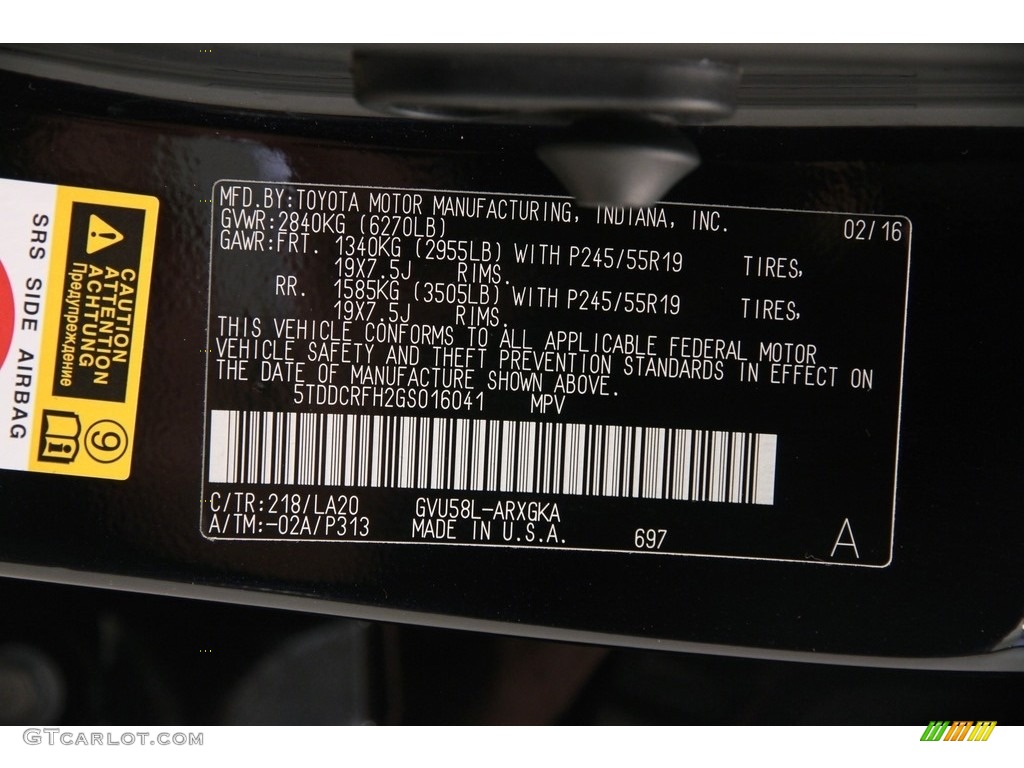 MFD.BY:TOYOTA MOTOR MANUFACTURING, INDIANA, INC. 02/16
GVWR:2840KG (6270LB)
GAWR:FRT. 1340KG (2955LB) WITH P245/55R19 TIRES,
19X7.5J RIMS.
RR. 1585KG (3505LB) WITH P245/55R19 TIRES,
19X7.5J RIMS.
THIS VEHICLE CONFORMS TO ALL APPLICABLE FEDERAL MOTOR
VEHICLE SAFETY AND THEFT PREVENTION STANDARDS IN EFFECT ON
THE DATE OF MANUFACTURE SHOWN ABOVE.
5TDDCRFH2GS016041 MPV
C/TR:218/LA20 GVU58L-ARXGKA
A/TM:-02A/P313 MADE IN U.S.A. 697 A
CAUTION
ATTENTION
ACHTUNG
Предупреждение
SRS SIDE AIRBAG
9
GTCARLOT.COM